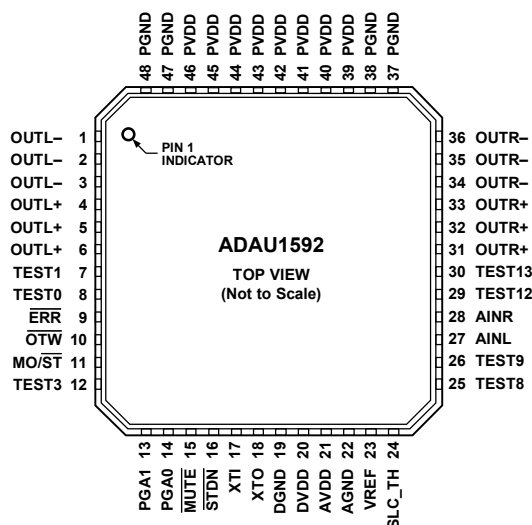 48 PGND
47 PGND
46 PVDD
45 PVDD
44 PVDD
43 PVDD
42 PVDD
41 PVDD
40 PVDD
39 PVDD
38 PGND
37 PGND
OUTL– 1
OUTL– 2
OUTL– 3
OUTL+ 4
OUTL+ 5
OUTL+ 6
TEST1 7
TEST0 8
ERR 9
OTW 10
MO/ST 11
TEST3 12
PIN 1
INDICATOR
ADAU1592
TOP VIEW
(Not to Scale)
36 OUTR–
35 OUTR–
34 OUTR–
33 OUTR+
32 OUTR+
31 OUTR+
30 TEST13
29 TEST12
28 AINR
27 AINL
26 TEST9
25 TEST8
PGA1 13
PGA0 14
MUTE 15
STDN 16
XTI 17
XTO 18
DGND 19
DVDD 20
AVDD 21
AGND 22
VREF 23
SLC_TH 24